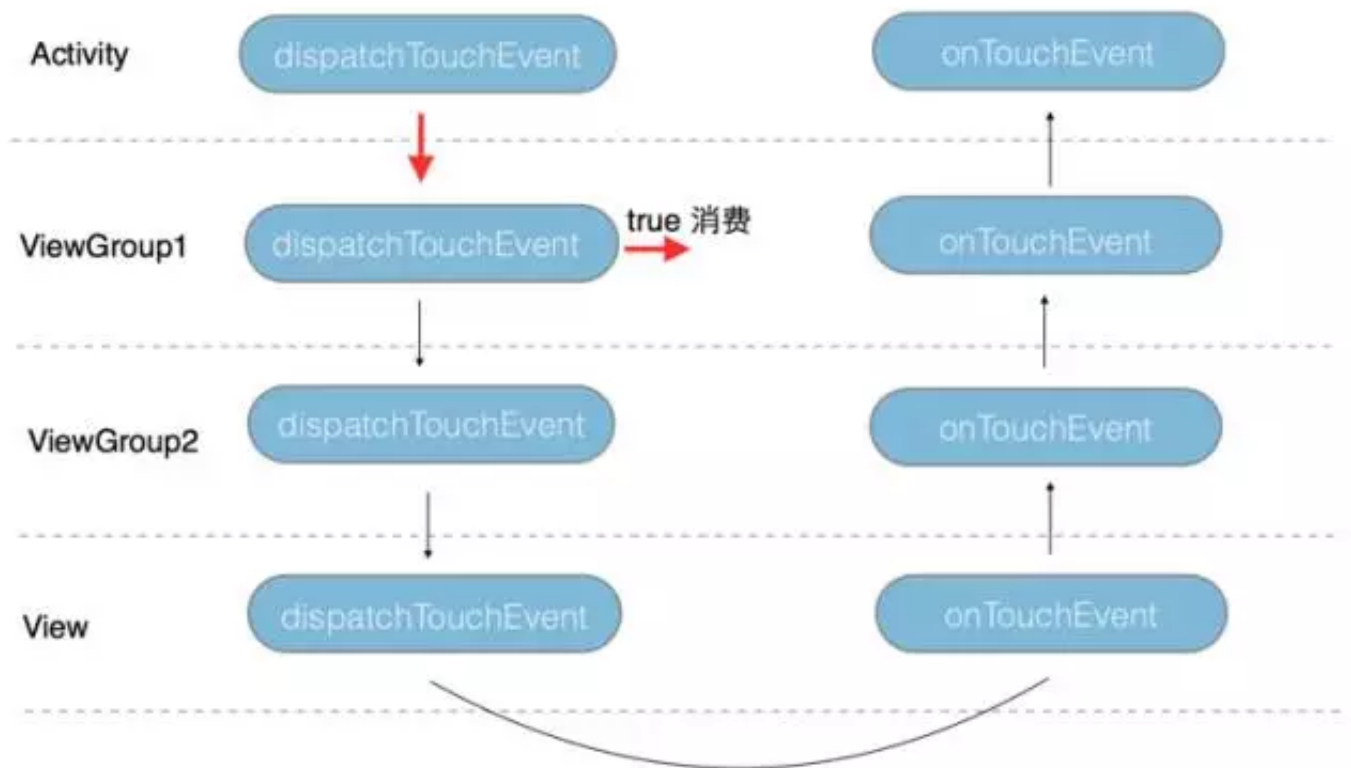 Activity
dispatchTouchEvent
onTouchEvent
ViewGroup1
dispatchTouchEvent
true 消费
onTouchEvent
ViewGroup2
dispatchTouchEvent
onTouchEvent
View
dispatchTouchEvent
onTouchEvent